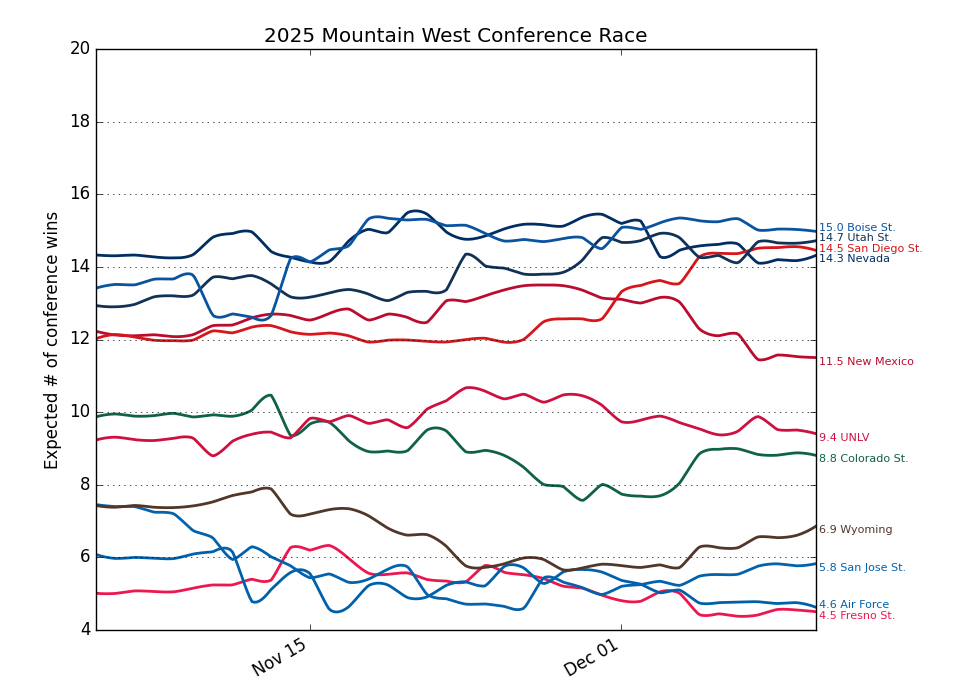 2025 Mountain West Conference Race
Expected # of conference wins
20
18
16
14
12
10
8
6
4
Nov 15
Dec 01
15.0 Boise St.
14.7 Utah St.
14.5 San Diego St.
14.3 Nevada
11.5 New Mexico
9.4 UNLV
8.8 Colorado St.
6.9 Wyoming
5.8 San Jose St.
4.6 Air Force
4.5 Fresno St.